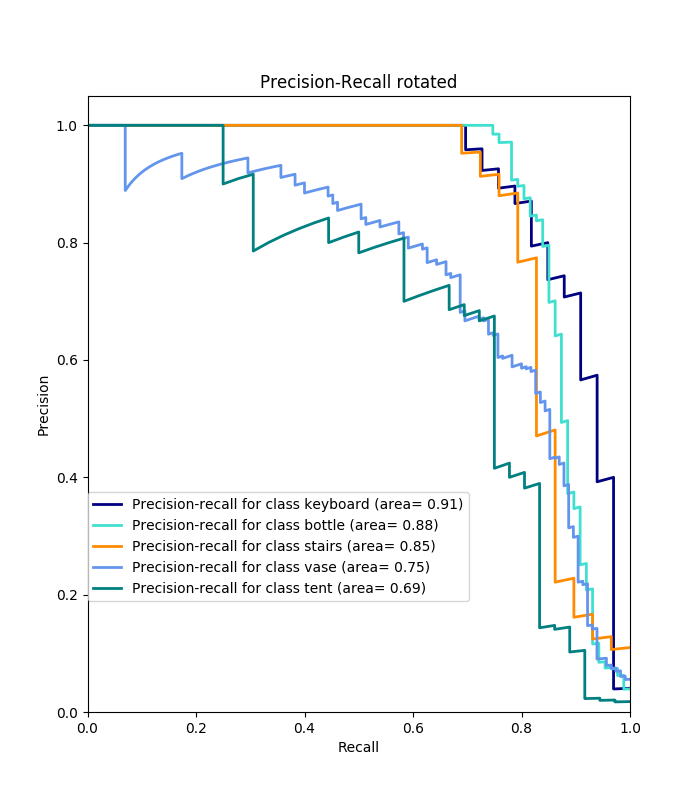 Precision-Recall rotated
1.0
0.8
0.6
0.4
0.2
0.0
Precision
Precision-recall for class keyboard (area= 0.91)
Precision-recall for class bottle (area= 0.88)
Precision-recall for class stairs (area= 0.85)
Precision-recall for class vase (area= 0.75)
Precision-recall for class tent (area= 0.69)
0.0 0.2 0.4 0.6 0.8 1.0
Recall